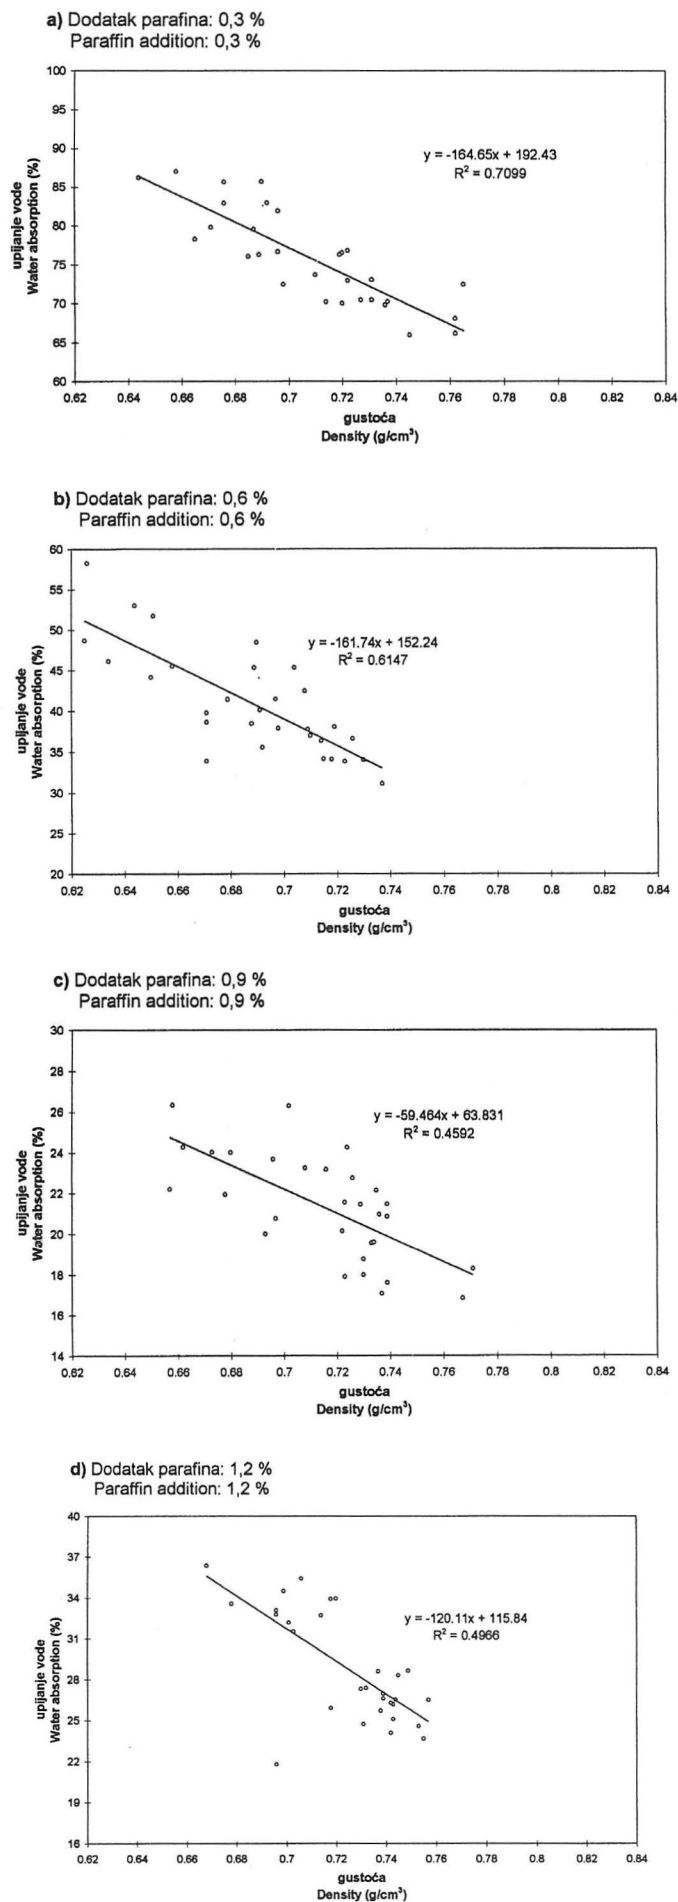 a) Dodatak parafina: 0,3 %
Paraffin addition: 0,3 %
upijanje vode
Water absorption (%)
100
95
90
85
80
75
70
65
60
y = -164.65x + 192.43
R² = 0.7099
0.62 0.64 0.66 0.68 0.7 0.72 0.74 0.76 0.78 0.8 0.82 0.84
gustoća
Density (g/cm³)
b) Dodatak parafina: 0,6 %
Paraffin addition: 0,6 %
upijanje vode
Water absorption (%)
60
55
50
45
40
35
30
25
20
y = -161.74x + 152.24
R² = 0.6147
0.62 0.64 0.66 0.68 0.7 0.72 0.74 0.76 0.78 0.8 0.82 0.84
gustoća
Density (g/cm³)
c) Dodatak parafina: 0,9 %
Paraffin addition: 0,9 %
upijanje vode
Water absorption (%)
30
28
26
24
22
20
18
16
14
y = -59.464x + 63.831
R² = 0.4592
0.62 0.64 0.66 0.68 0.7 0.72 0.74 0.76 0.78 0.8 0.82 0.84
gustoća
Density (g/cm³)
d) Dodatak parafina: 1,2 %
Paraffin addition: 1,2 %
upijanje vode
Water absorption (%)
40
37
34
31
28
25
22
19
16
y = -120.11x + 115.84
R² = 0.4966
0.62 0.64 0.66 0.68 0.7 0.72 0.74 0.76 0.78 0.8 0.82 0.84
gustoća
Density (g/cm³)